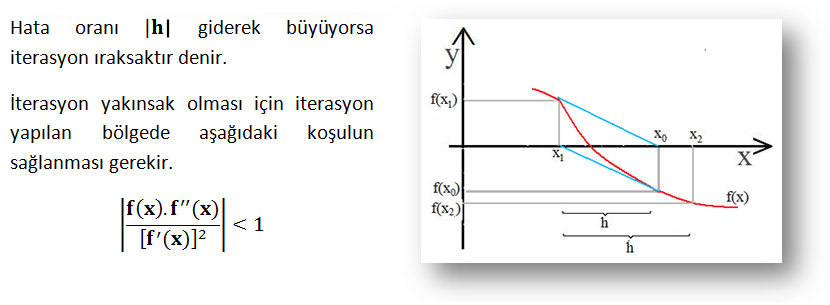 Hata oranı |h| giderek büyüyorsa
iterasyon ıraksaktır denir.
İterasyon yakınsak olması için iterasyon
yapılan bölgede aşağıdaki koşulun
sağlanması gerekir.
|f(x).f′′(x) / [f′(x)]²| < 1
y
f(x₁)
x₀ x₂
x₁
X
f(x₀)
f(x₂)
f(x)
h
h